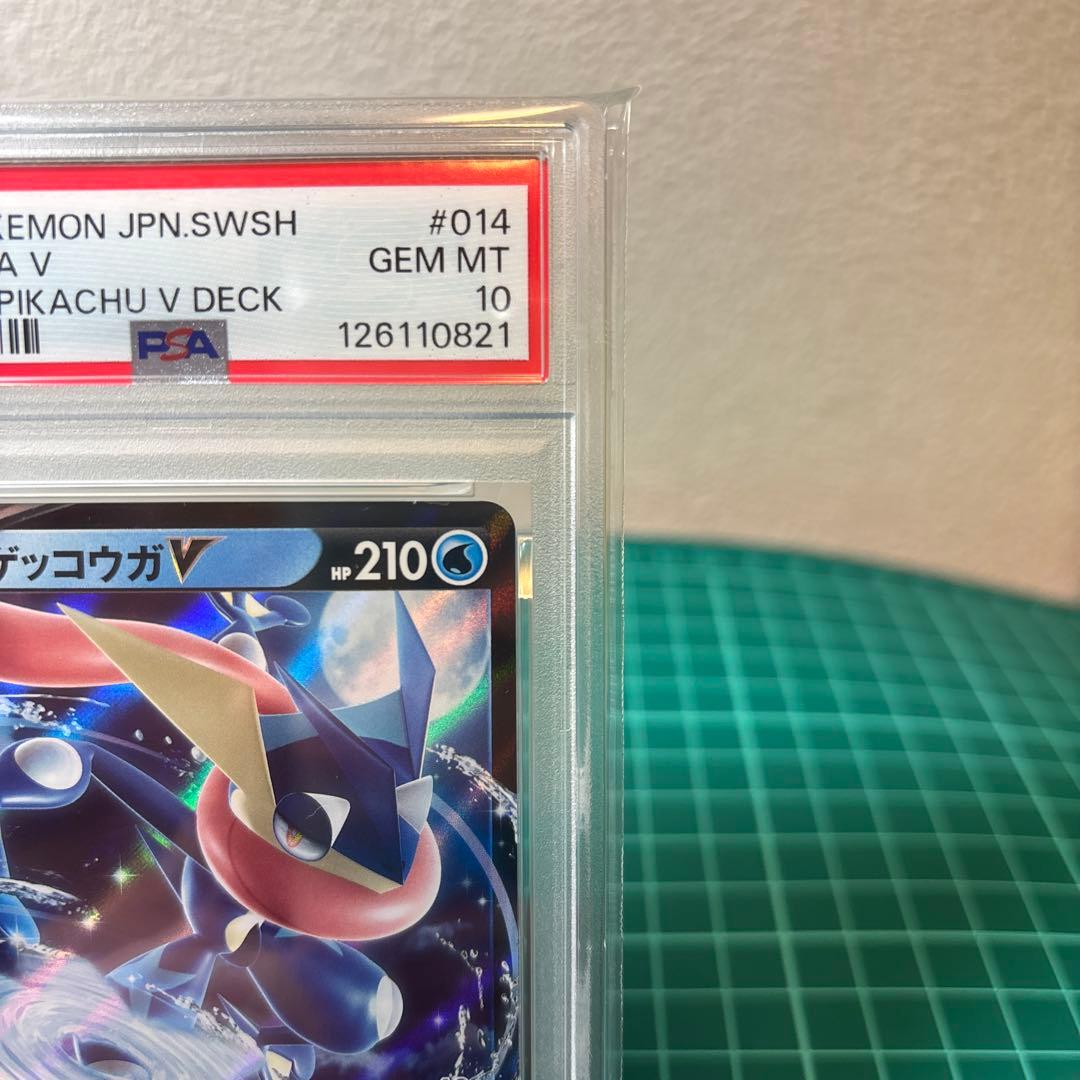 KEMON JPN.SWSH #014
A V GEM MT
PIKACHU V DECK 10
PSA 126110821
ゲッコウガV HP 210